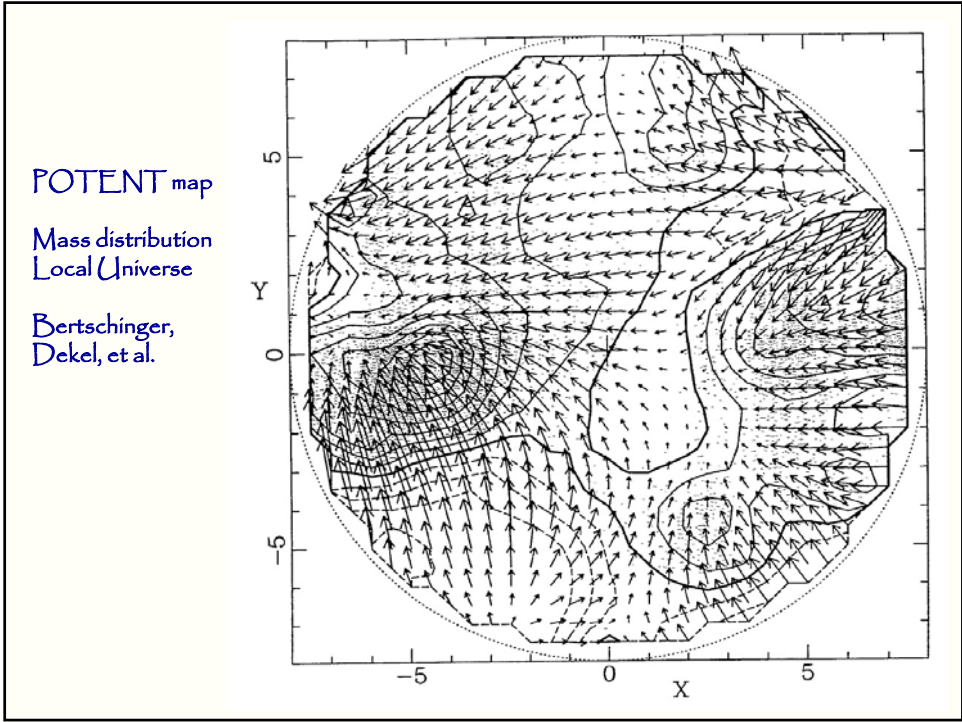 POTENT map
Mass distribution
Local Universe
Bertschinger,
Dekel, et al.
5
Y
0
−5
−5
0
5
X